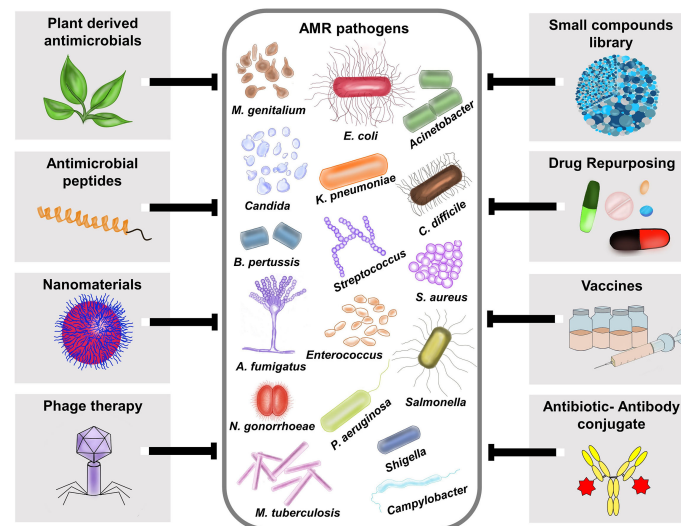 Plant derived
antimicrobials
Antimicrobial
peptides
Nanomaterials
Phage therapy
AMR pathogens
M. genitalium
E. coli
Acinetobacter
Candida
K. pneumoniae
C. difficile
B. pertussis
Streptococcus
S. aureus
A. fumigatus
Enterococcus
Salmonella
N. gonorrhoeae
P. aeruginosa
Shigella
M. tuberculosis
Campylobacter
Small compounds
library
Drug Repurposing
Vaccines
Antibiotic- Antibody
conjugate